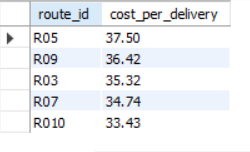 route_id cost_per_delivery
R05 37.50
R09 36.42
R03 35.32
R07 34.74
R010 33.43